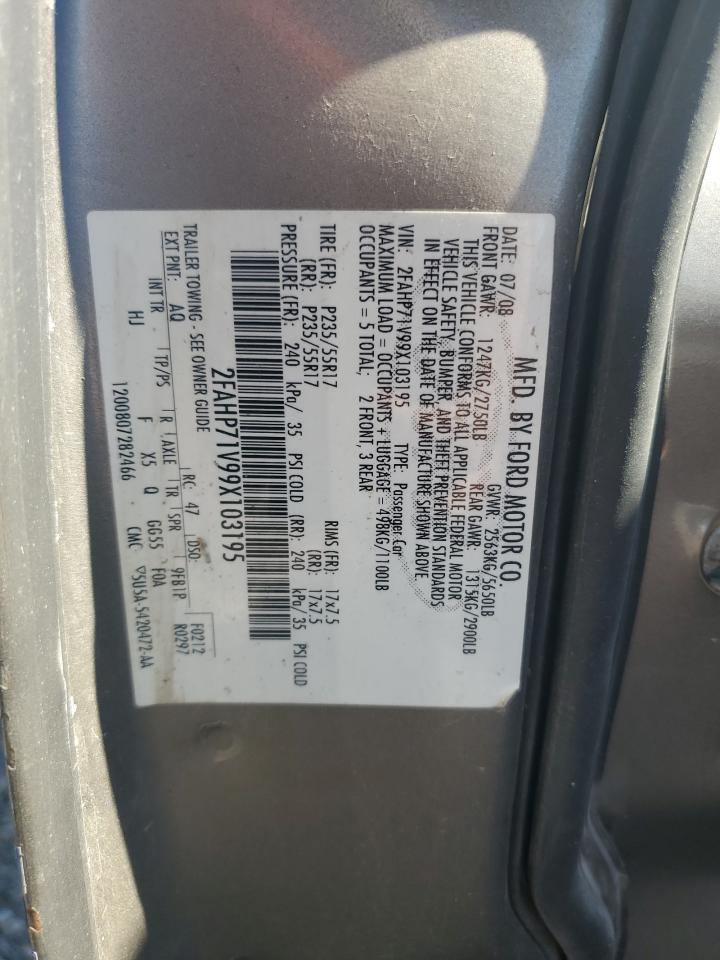 MFD. BY FORD MOTOR CO.
DATE: 07/08 GVWR: 2563KG/5650LB
FRONT GAWR: 1247KG/2750LB REAR GAWR: 1315KG/2900LB
THIS VEHICLE CONFORMS TO ALL APPLICABLE FEDERAL MOTOR
VEHICLE SAFETY, BUMPER, AND THEFT PREVENTION STANDARDS
IN EFFECT ON THE DATE OF MANUFACTURE SHOWN ABOVE.
VIN: 2FAHP71V99X103195 TYPE: Passenger Car
MAXIMUM LOAD = OCCUPANTS + LUGGAGE = 498KG/1100LB
OCCUPANTS = 5 TOTAL; 2 FRONT, 3 REAR
TIRE (FR): P235/55R17 RIMS (FR): 17x7.5
(RR): P235/55R17 (RR): 17x7.5
PRESSURE (FR): 240 kPa/ 35 PSI COLD (RR): 240 kPa/ 35 PSI COLD
2FAHP71V99X103195
TRAILER TOWING - SEE OWNER GUIDE F0212
EXT PNT: AQ RC: 47 DSO: 9FB1P R0297
INT TR TP/PS R AXLE TR SPR
HJ F X5 Q GG55 F0A
1200807282466 CMC ▽5U5A-5420472-AA